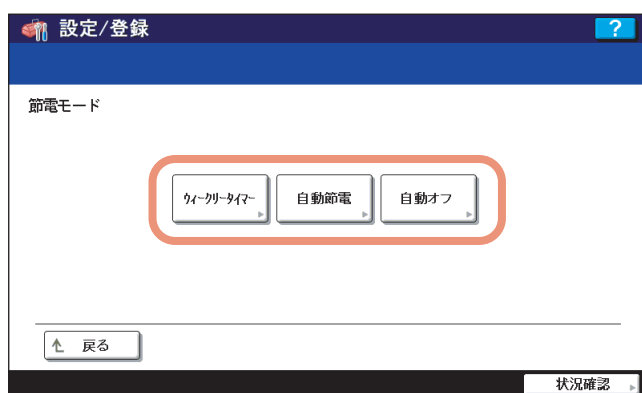 設定/登録
?
節電モード
ｳｨｰｸﾘｰﾀｲﾏｰ
自動節電
自動オフ
戻る
状況確認